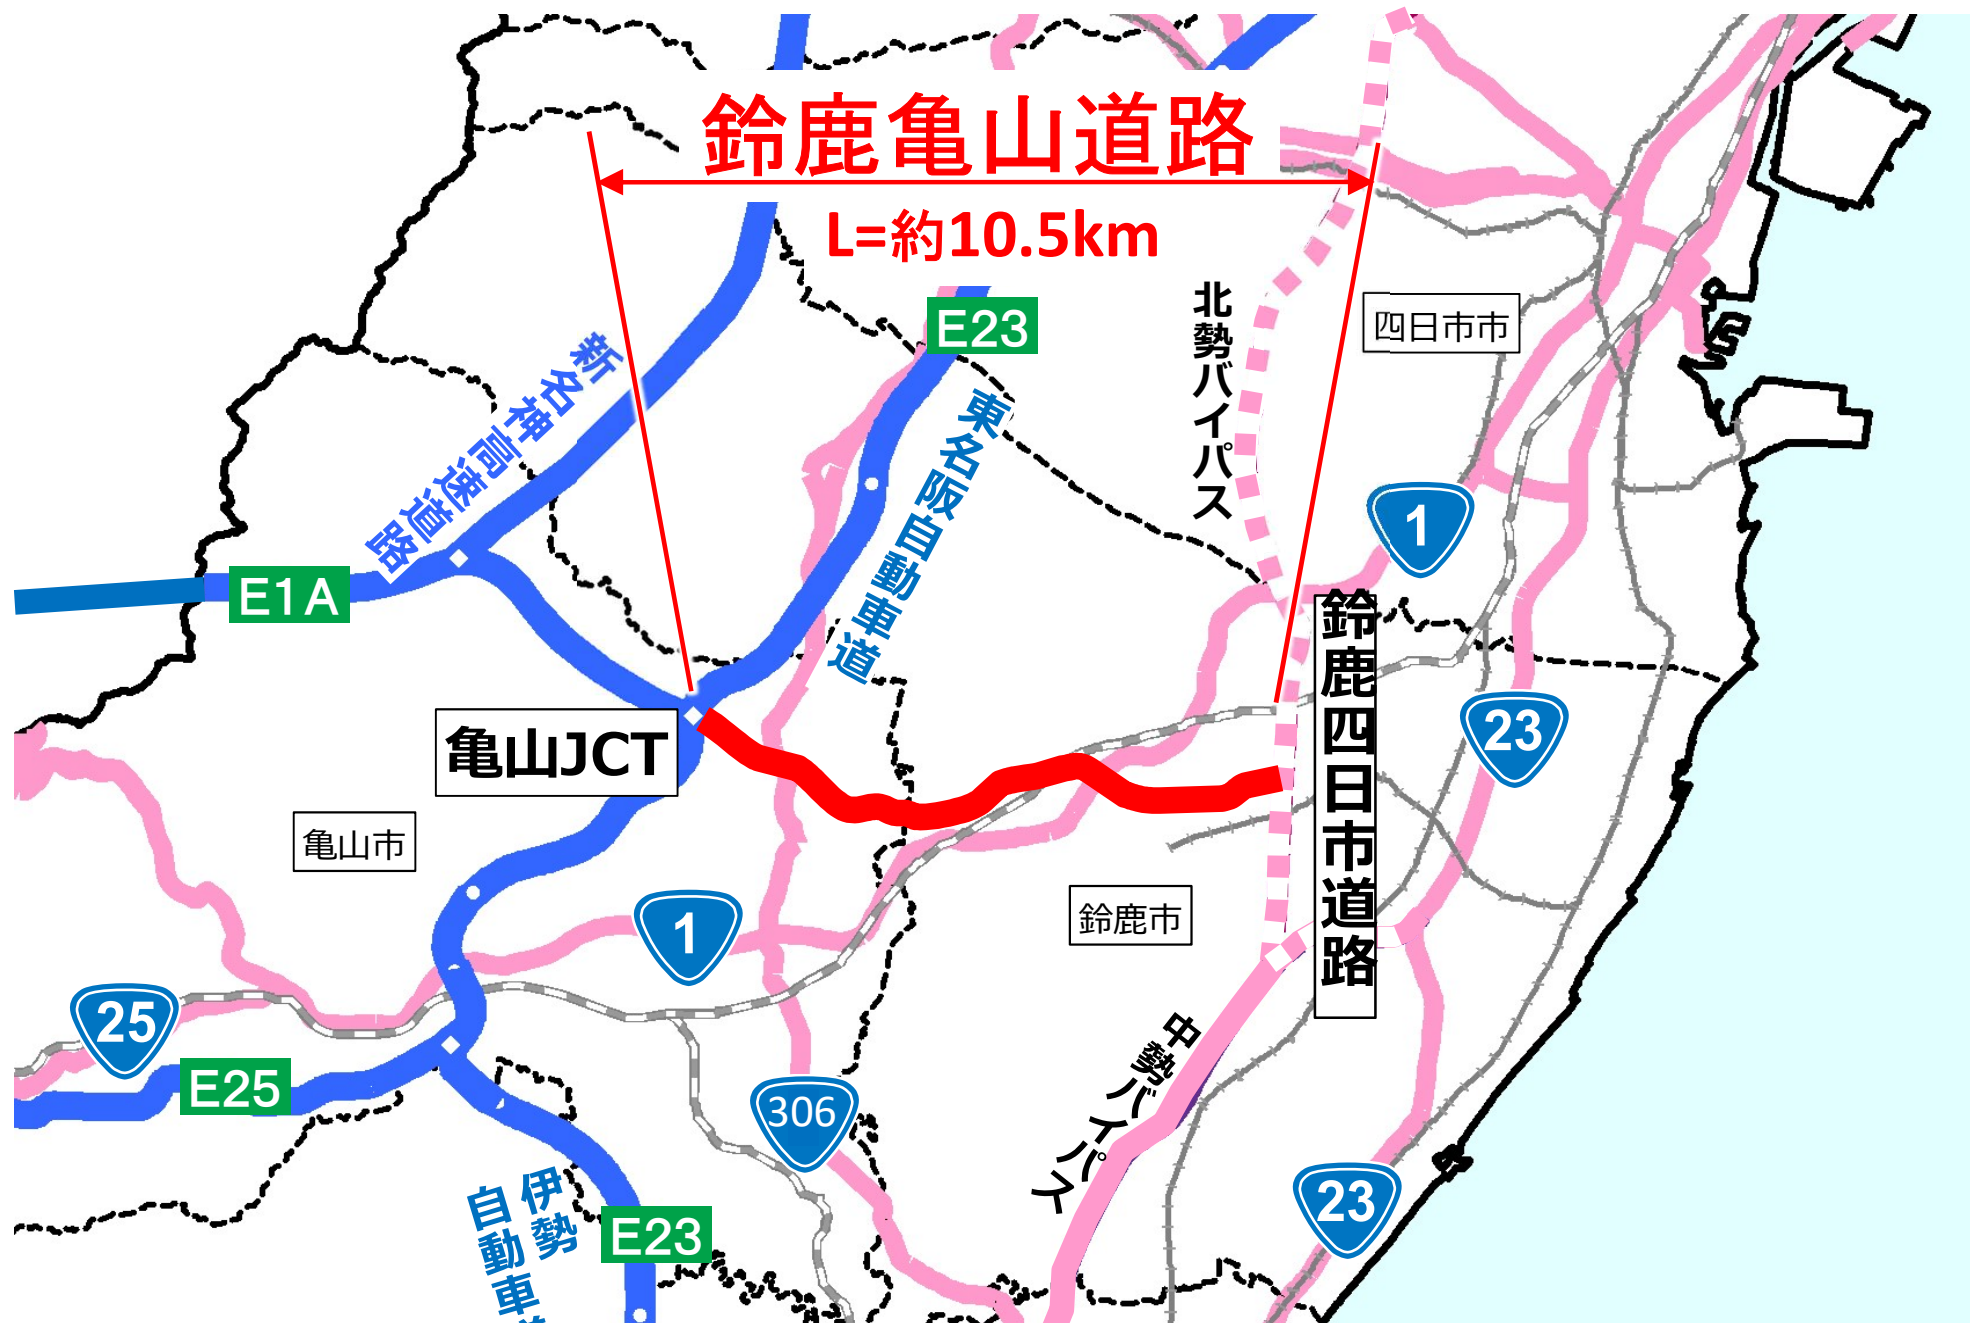 鈴鹿亀山道路
L=約10.5km
E23
北勢バイパス
四日市市
新名神高速道路
東名阪自動車道
1
E1A
鈴鹿四日市道路
23
亀山JCT
亀山市
鈴鹿市
1
25
E25
中勢バイパス
306
伊勢
自動車
23
E23